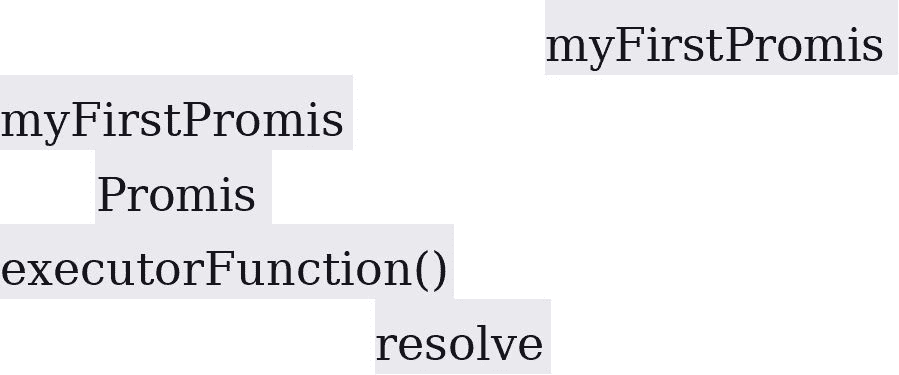 myFirstPromis
myFirstPromis
Promis
executorFunction()
resolve